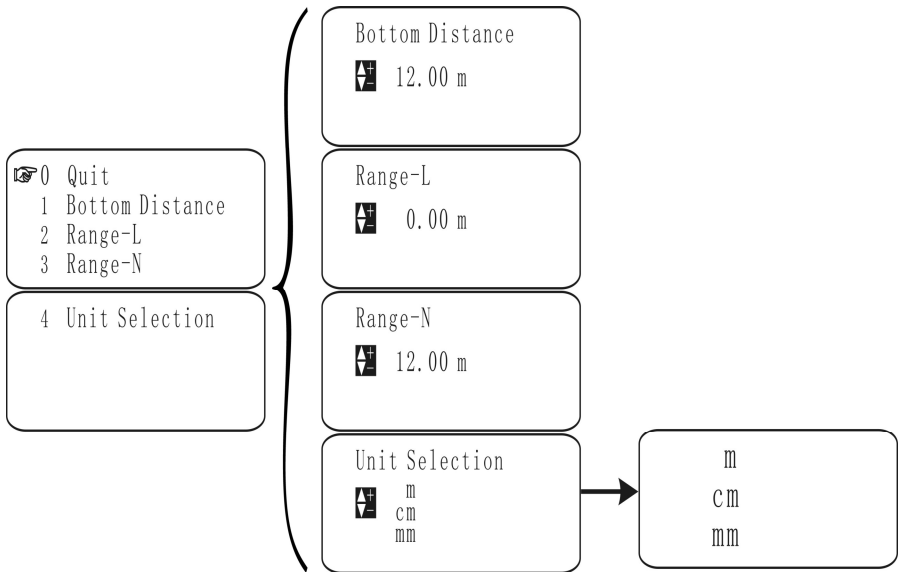 0 Quit
1 Bottom Distance
2 Range-L
3 Range-N
4 Unit Selection
Bottom Distance
12.00 m
Range-L
0.00 m
Range-N
12.00 m
Unit Selection
m
cm
mm
m
cm
mm